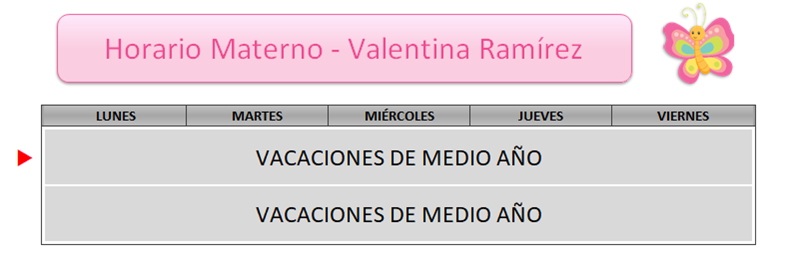 Horario Materno - Valentina Ramírez
LUNES MARTES MIÉRCOLES JUEVES VIERNES
VACACIONES DE MEDIO AÑO
VACACIONES DE MEDIO AÑO